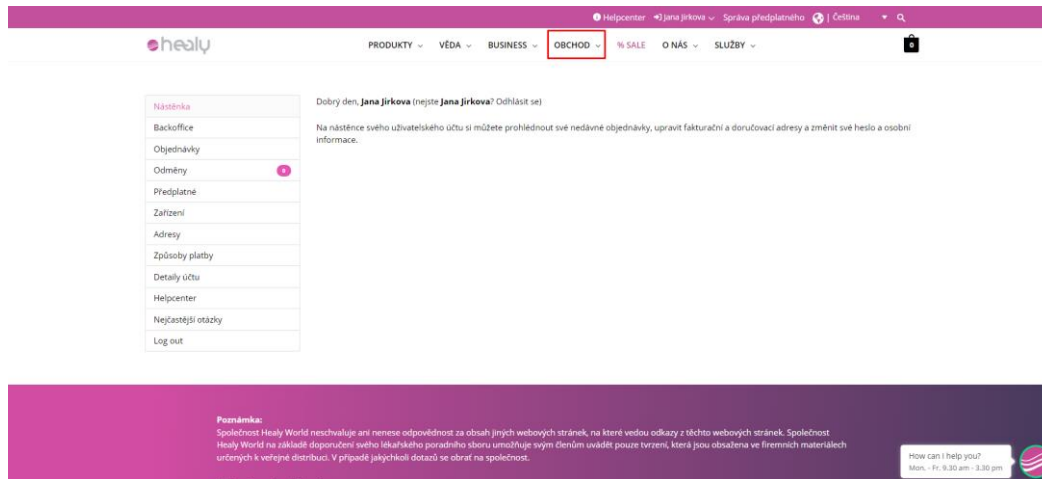 Helpcenter Jana Jirkova Správa předplatného | Čeština
healy
PRODUKTY VĚDA BUSINESS OBCHOD % SALE O NÁS SLUŽBY 0
Nástěnka
Backoffice
Objednávky
Odměny 0
Předplatné
Zařízení
Adresy
Způsoby platby
Detaily účtu
Helpcenter
Nejčastější otázky
Log out
Dobrý den, Jana Jirkova (nejste Jana Jirkova? Odhlásit se)
Na nástěnce svého uživatelského účtu si můžete prohlédnout své nedávné objednávky, upravit fakturační a doručovací adresy a změnit své heslo a osobní
informace.
Poznámka:
Společnost Healy World neschvaluje ani nenese odpovědnost za obsah jiných webových stránek, na které vedou odkazy z těchto webových stránek. Společnost
Healy World na základě doporučení svého lékařského poradního sboru umožňuje svým členům uvádět pouze tvrzení, která jsou obsažena ve firemních materiálech
určených k veřejné distribuci. V případě jakýchkoli dotazů se obrať na společnost.
How can I help you?
Mon. - Fr. 9.30 am - 3.30 pm